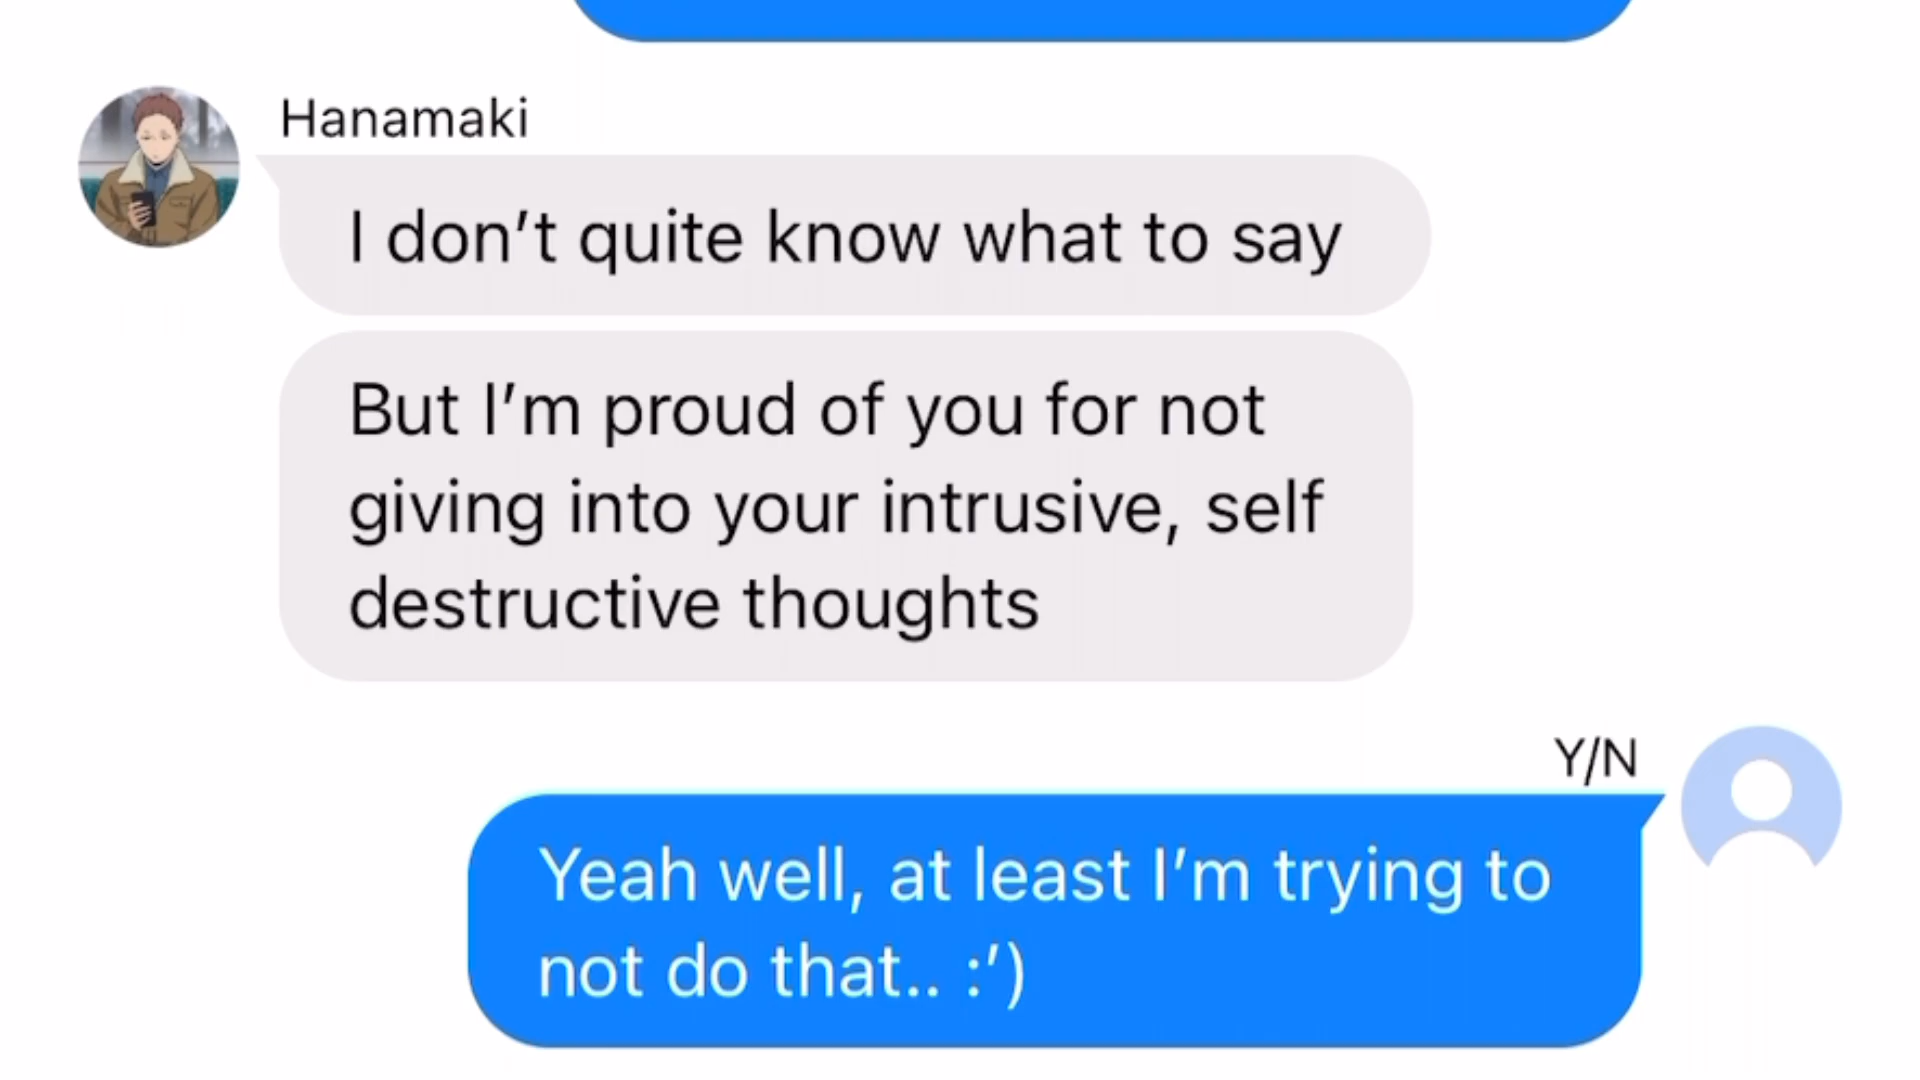 Hanamaki
I don’t quite know what to say
But I’m proud of you for not
giving into your intrusive, self
destructive thoughts
Y/N
Yeah well, at least I’m trying to
not do that.. :’)